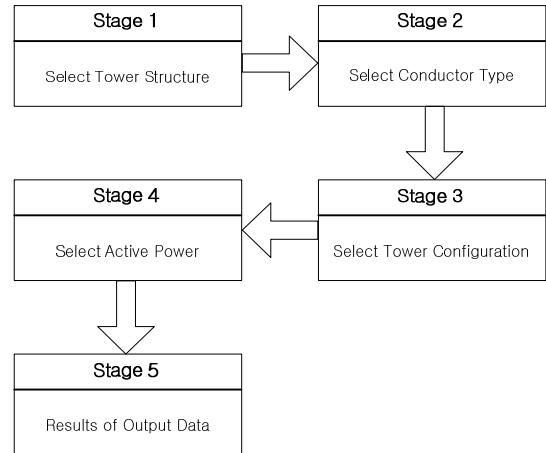 Stage 1
Select Tower Structure
Stage 2
Select Conductor Type
Stage 3
Select Tower Configuration
Stage 4
Select Active Power
Stage 5
Results of Output Data